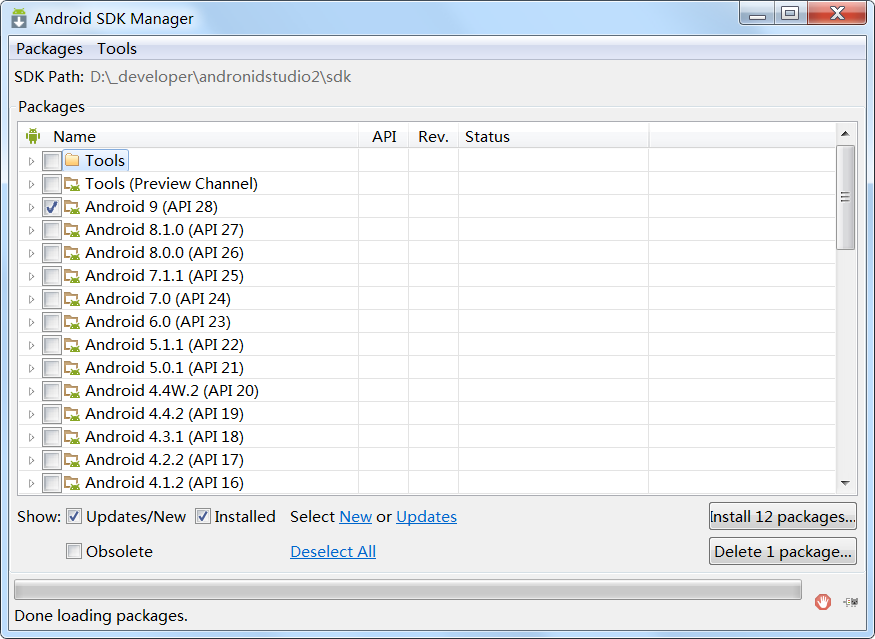 Android SDK Manager
Packages Tools
SDK Path: D:\_developer\andronidstudio2\sdk
Packages
Name API Rev. Status
Tools
Tools (Preview Channel)
Android 9 (API 28)
Android 8.1.0 (API 27)
Android 8.0.0 (API 26)
Android 7.1.1 (API 25)
Android 7.0 (API 24)
Android 6.0 (API 23)
Android 5.1.1 (API 22)
Android 5.0.1 (API 21)
Android 4.4W.2 (API 20)
Android 4.4.2 (API 19)
Android 4.3.1 (API 18)
Android 4.2.2 (API 17)
Android 4.1.2 (API 16)
Show: Updates/New Installed Select New or Updates Install 12 packages...
Obsolete Deselect All Delete 1 package...
Done loading packages.